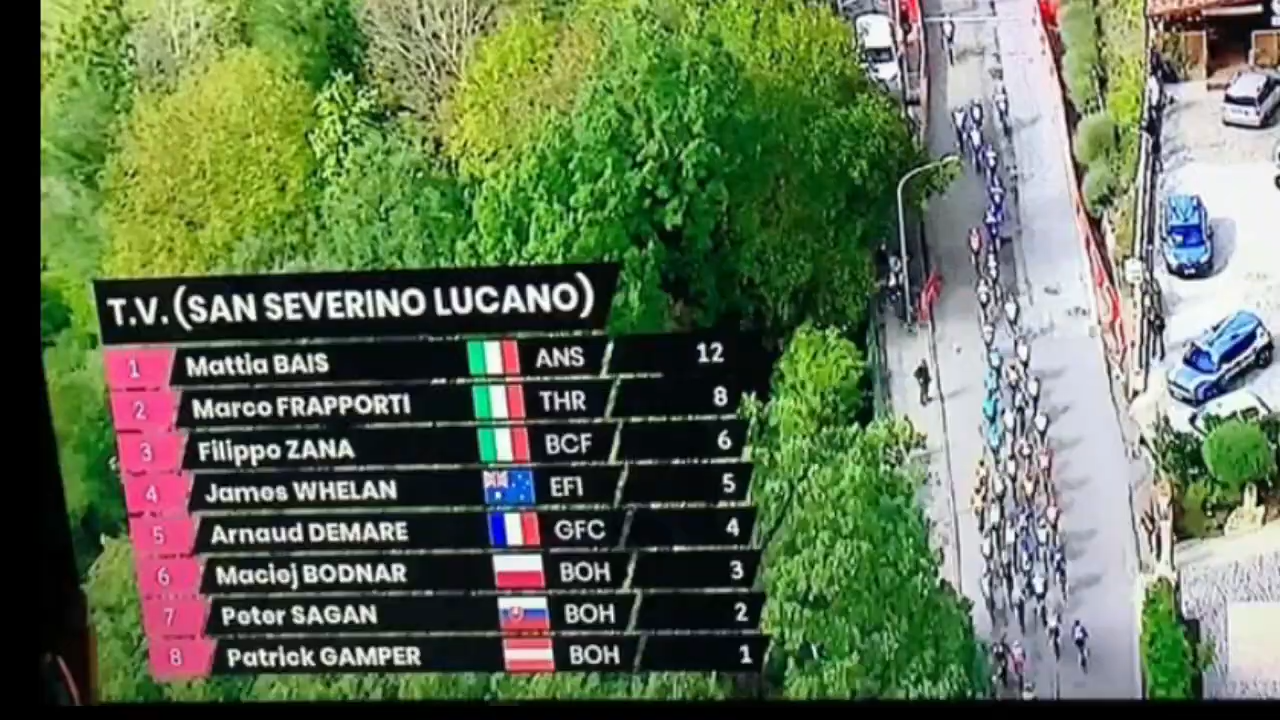 T.V. (SAN SEVERINO LUCANO)
1 Mattia BAIS ANS 12
2 Marco FRAPPORTI THR 8
3 Filippo ZANA BCF 6
4 James WHELAN EF1 5
5 Arnaud DEMARE GFC 4
6 Maciej BODNAR BOH 3
7 Peter SAGAN BOH 2
8 Patrick GAMPER BOH 1